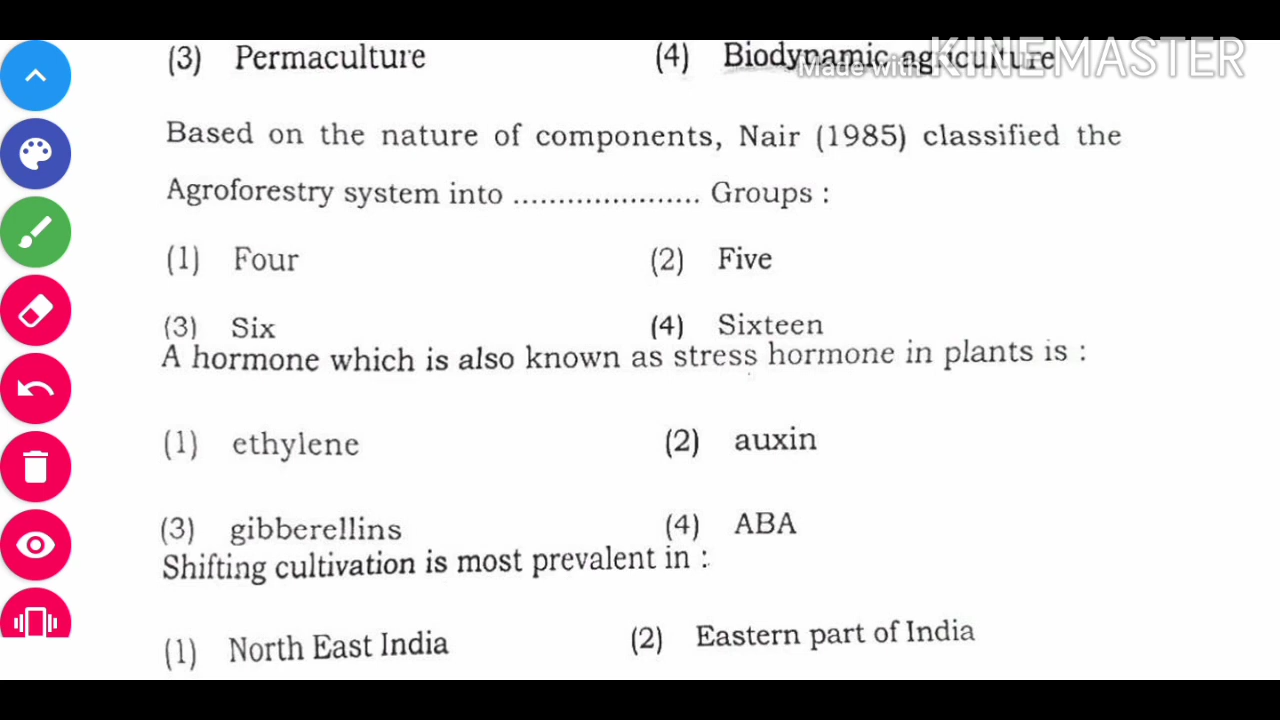 (3) Permaculture (4) Biodynamic agriculture
Made with KINEMASTER
Based on the nature of components, Nair (1985) classified the
Agroforestry system into ..................... Groups :
(1) Four (2) Five
(3) Six (4) Sixteen
A hormone which is also known as stress hormone in plants is :
(1) ethylene (2) auxin
(3) gibberellins (4) ABA
Shifting cultivation is most prevalent in :
(1) North East India (2) Eastern part of India